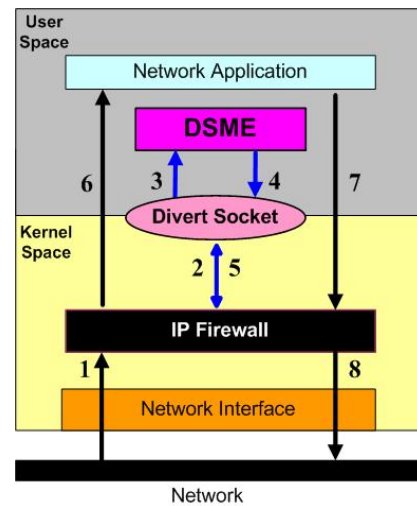 User
Space
Network Application
DSME
6
3
4
7
Divert Socket
Kernel
Space
2
5
IP Firewall
1
8
Network Interface
Network